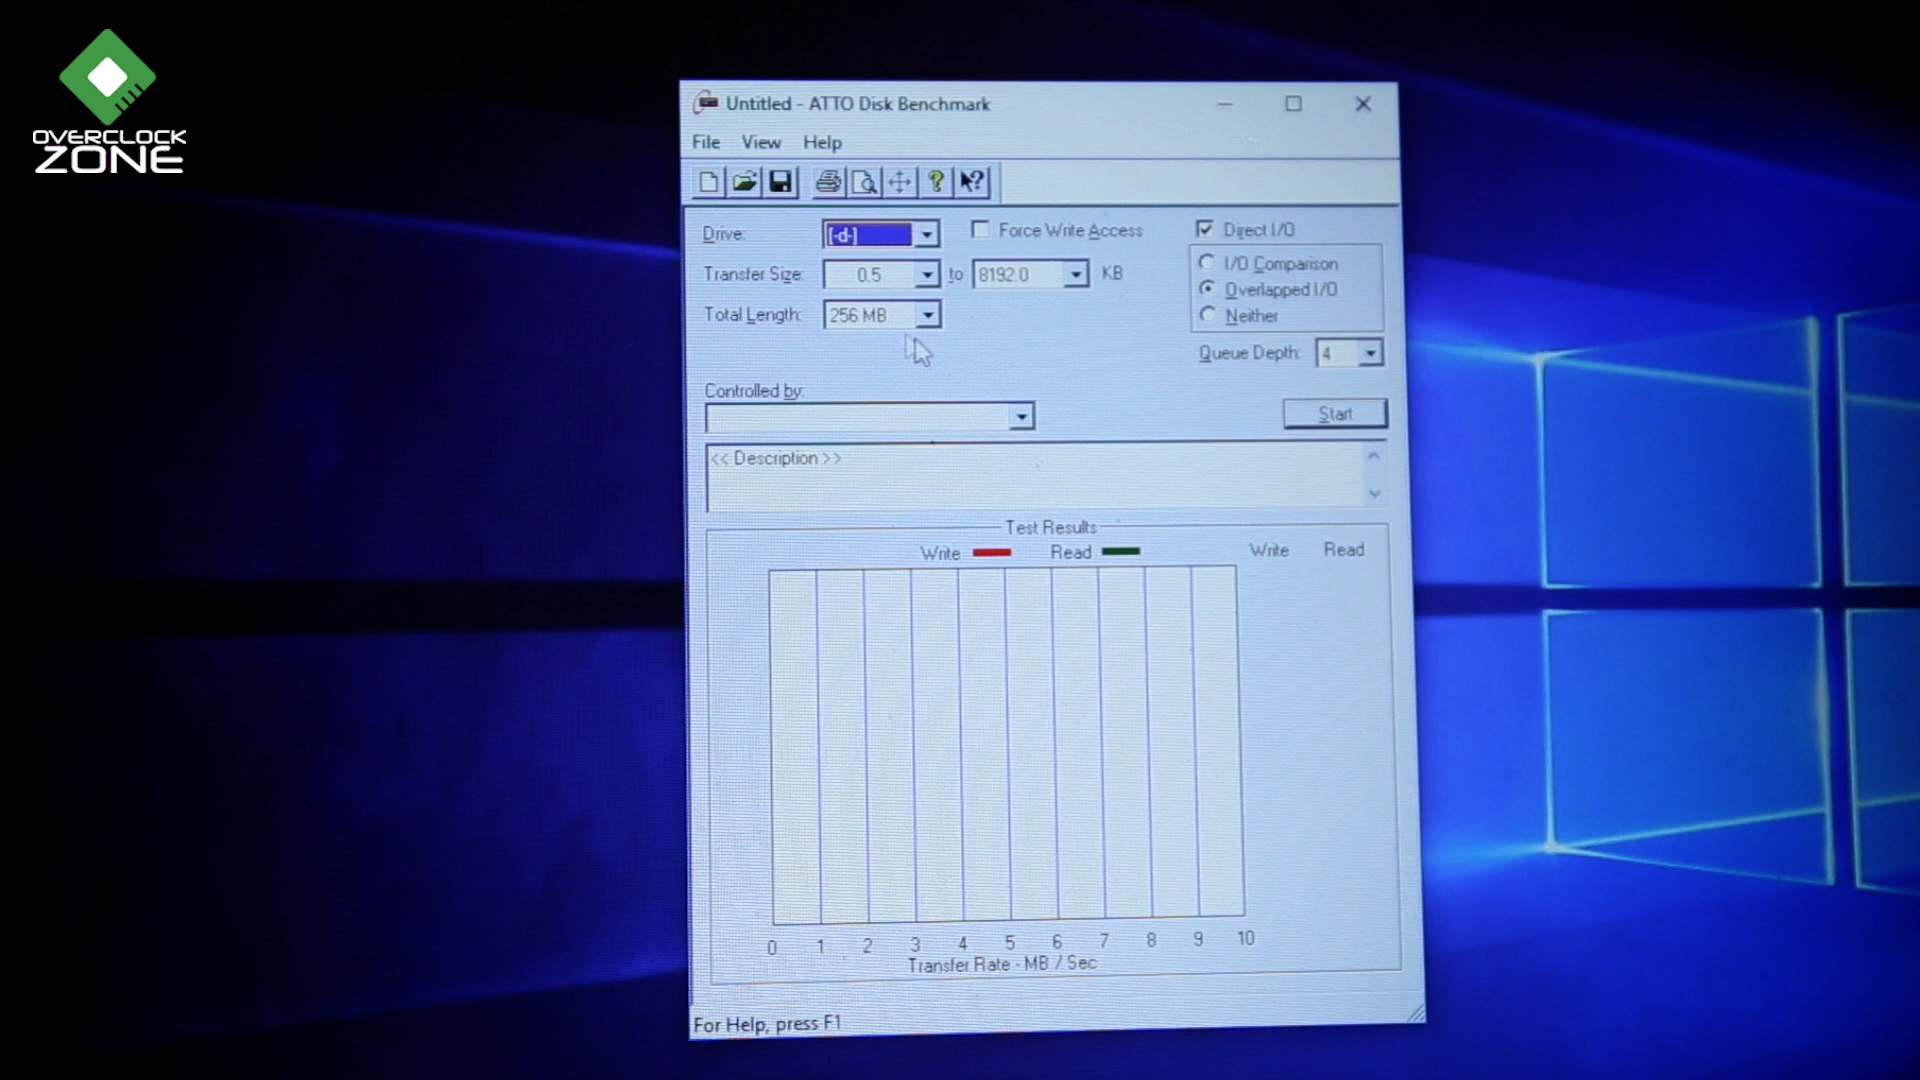 OVERCLOCK
ZONE
Untitled - ATTO Disk Benchmark
File View Help
Drive: [-d-] Force Write Access Direct I/O
Transfer Size: 0.5 to 8192.0 KB I/O Comparison
Overlapped I/O
Total Length: 256 MB Neither
Queue Depth: 4
Controlled by:
Start
<< Description >>
Test Results
Write Read Write Read
0 1 2 3 4 5 6 7 8 9 10
Transfer Rate - MB / Sec
For Help, press F1